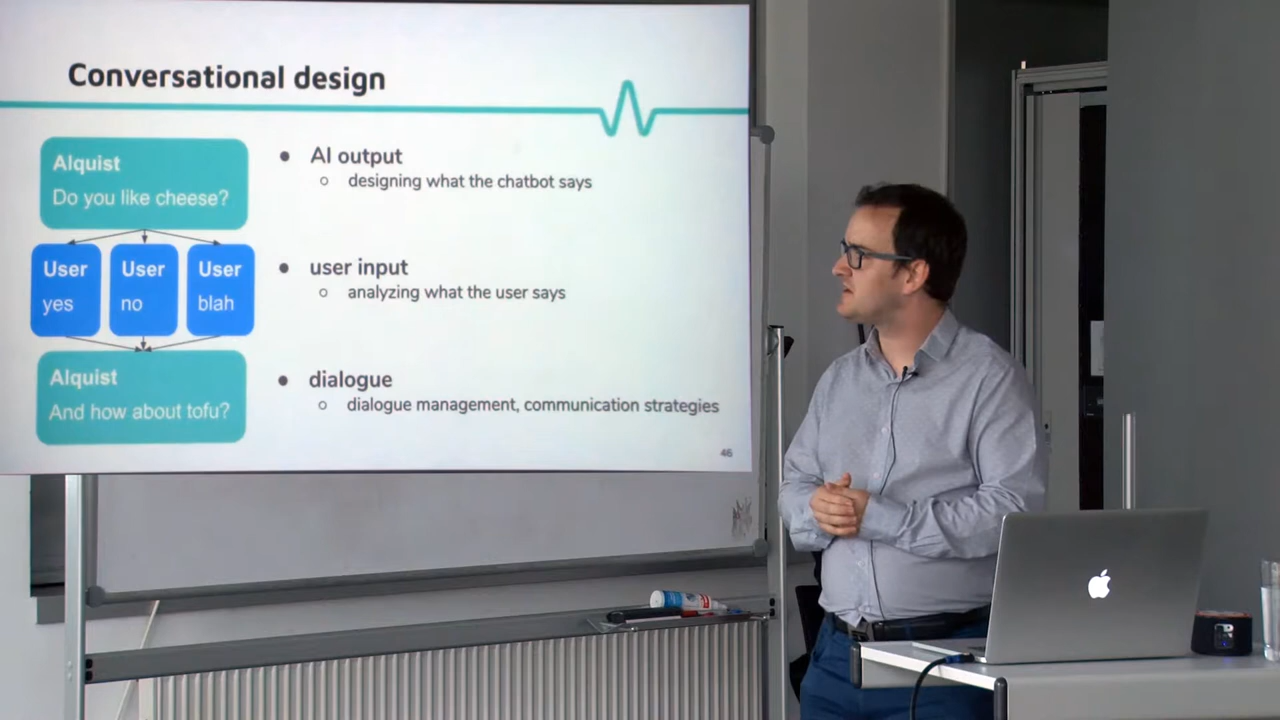 Conversational design
Alquist
Do you like cheese?
User
yes
User
no
User
blah
Alquist
And how about tofu?
● AI output
○ designing what the chatbot says
● user input
○ analyzing what the user says
● dialogue
○ dialogue management, communication strategies
46